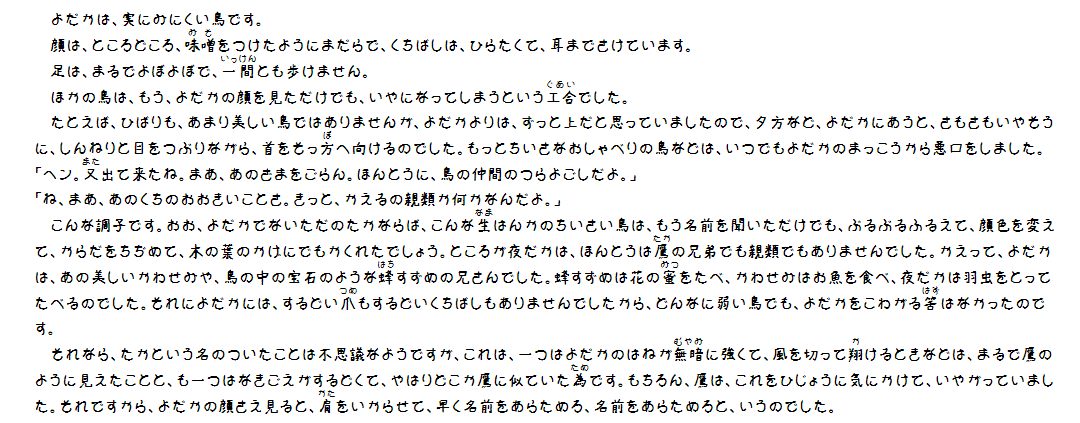 よだかは、実にみにくい鳥です。
みそ
顔は、ところどころ、味噌をつけたようにまだらで、くちばしは、ひらたくて、耳までさけています。
いっけん
足は、まるでよぼよぼで、一間とも歩けません。
ぐあい
ほかの鳥は、もう、よだかの顔を見ただけでも、いやになってしまうという工合でした。
たとえば、ひばりも、あまり美しい鳥ではありませんが、よだかよりは、ずっと上だと思っていましたので、夕方など、よだかにあうと、さもさもいやそう
ぽ
に、しんねりと目をつぶりながら、首をそっ方へ向けるのでした。もっとちいさなおしゃべりの鳥などは、いつでもよだかのまっこうから悪口をしました。
また
「ヘン。又出て来たね。まあ、あのざまをごらん。ほんとうに、鳥の仲間のつらよごしだよ。」
「ね、まあ、あのくちのおおきいことさ。きっと、かえるの親類か何かなんだよ。」
なま
こんな調子です。おお、よだかでないただのたかならば、こんな生はんかのちいさい鳥は、もう名前を聞いただけでも、ぶるぶるふるえて、顔色を変え
たか
て、からだをちぢめて、木の葉のかげにでもかくれたでしょう。ところが夜だかは、ほんとうは鷹の兄弟でも親類でもありませんでした。かえって、よだか
はち みつ
は、あの美しいかわせみや、鳥の中の宝石のような蜂すずめの兄さんでした。蜂すずめは花の蜜をたべ、かわせみはお魚を食べ、夜だかは羽虫をとって
つめ はず
たべるのでした。それによだかには、するどい爪もするどいくちばしもありませんでしたから、どんなに弱い鳥でも、よだかをこわがる筈はなかったので
す。
むやみ か
それなら、たかという名のついたことは不思議なようですが、これは、一つはよだかのはねが無暗に強くて、風を切って翔けるときなどは、まるで鷹の
ため
ように見えたことと、も一つはなきごえがするどくて、やはりどこか鷹に似ていた為です。もちろん、鷹は、これをひじょうに気にかけて、いやがっていまし
かた
た。それですから、よだかの顔さえ見ると、肩をいからせて、早く名前をあらためろ、名前をあらためろと、いうのでした。